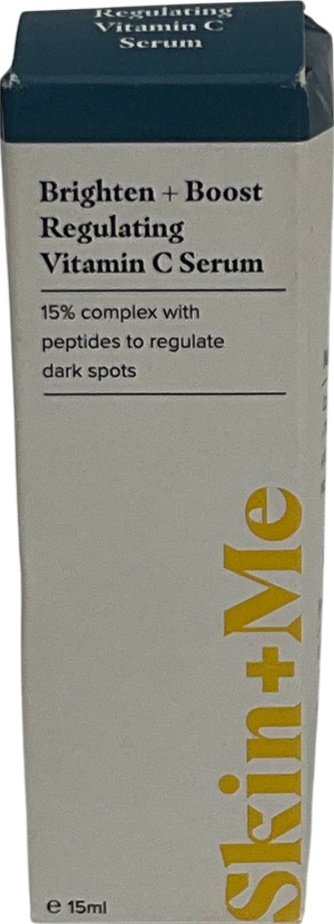 Regulating
Vitamin C
Serum
Brighten + Boost
Regulating
Vitamin C Serum
15% complex with
peptides to regulate
dark spots
Skin+Me
℮ 15ml